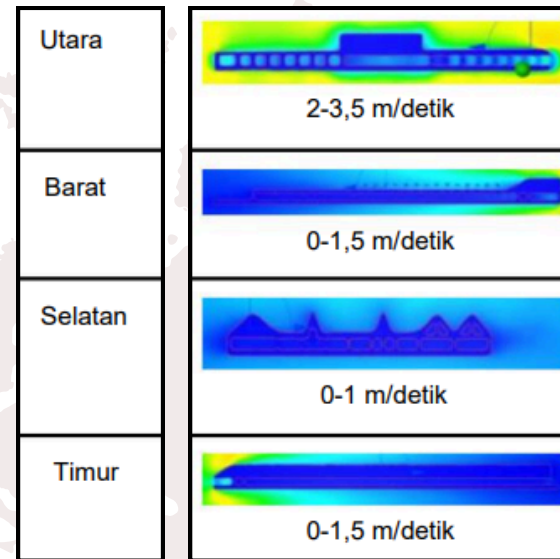 Utara
2-3,5 m/detik
Barat
0-1,5 m/detik
Selatan
0-1 m/detik
Timur
0-1,5 m/detik